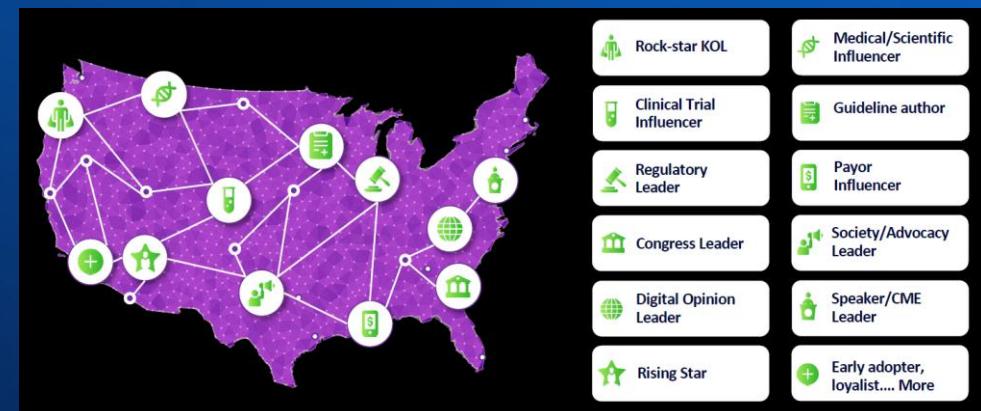 Rock-star KOL
Medical/Scientific
Influencer
Clinical Trial
Influencer
Guideline author
Regulatory
Leader
Payor
Influencer
Congress Leader
Society/Advocacy
Leader
Digital Opinion
Leader
Speaker/CME
Leader
Rising Star
Early adopter,
loyalist.... More